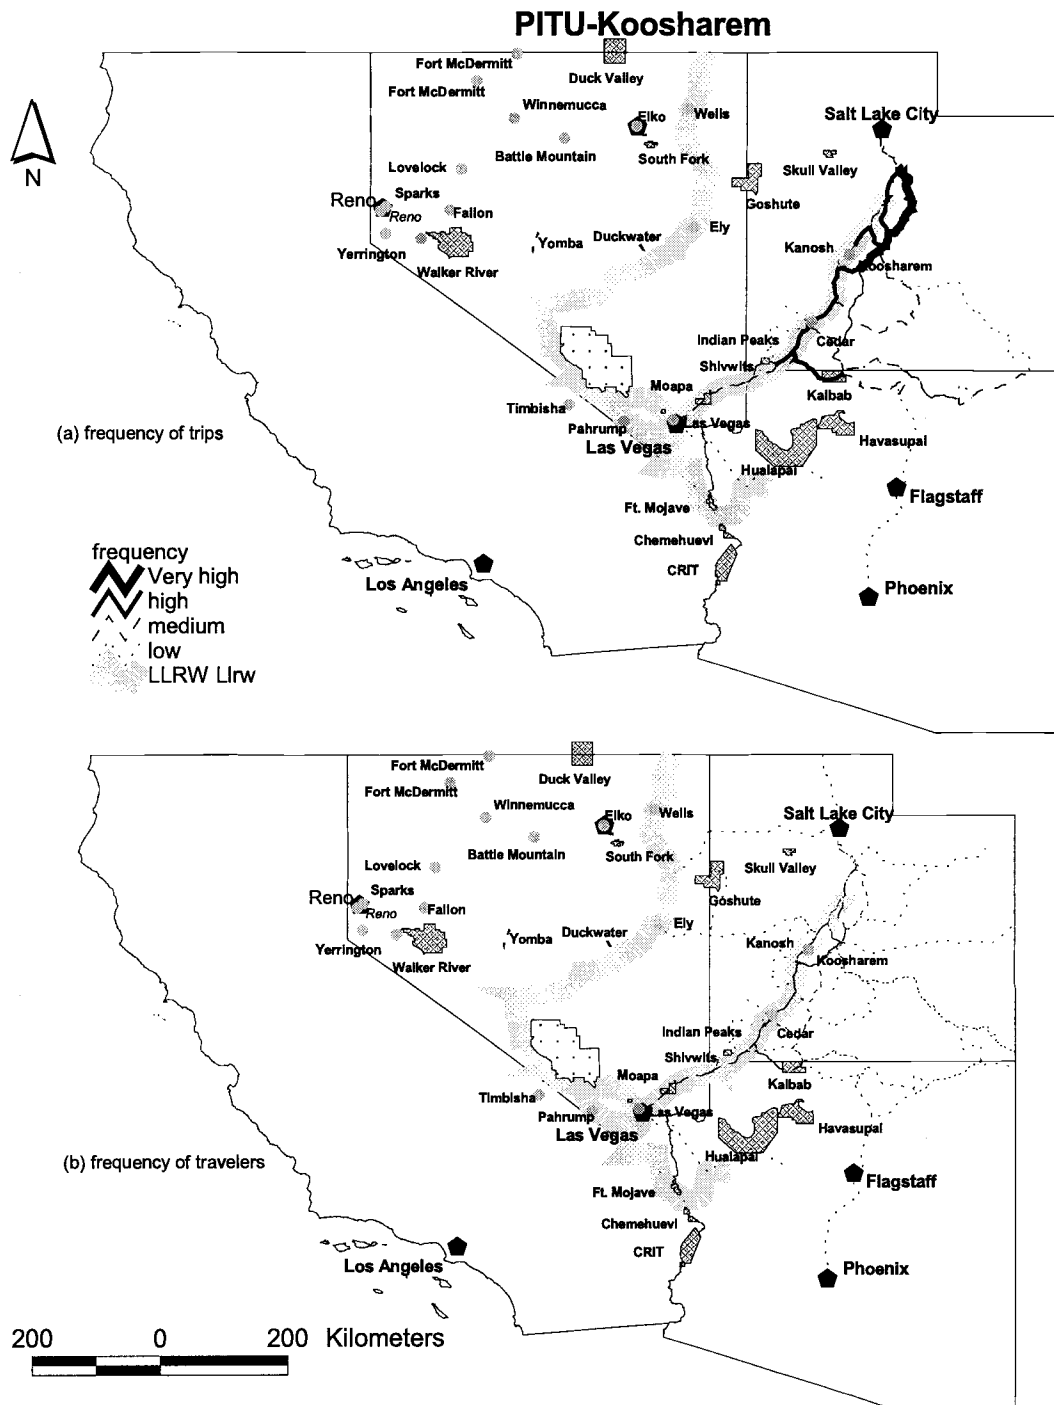 PITU-Koosharem
Fort McDermitt
Duck Valley
Fort McDermitt
Winnemucca
Elko
Wells
Salt Lake City
Battle Mountain
South Fork
Skull Valley
N
Lovelock
Sparks
Goshute
Reno
Reno
Fallon
Ely
Yerrington
Yomba
Duckwater
Kanosh
Walker River
Koosharem
Indian Peaks
Cedar
Shivwits
Moapa
Kaibab
Timbisha
(a) frequency of trips
Pahrump
Las Vegas
Havasupai
Las Vegas
Hualapai
Flagstaff
Ft. Mojave
Chemehuevi
frequency
CRIT
Very high
Los Angeles
Phoenix
high
medium
low
LLRW Llrw
Fort McDermitt
Duck Valley
Fort McDermitt
Winnemucca
Elko
Wells
Salt Lake City
Battle Mountain
South Fork
Skull Valley
Lovelock
Sparks
Goshute
Reno
Reno
Fallon
Ely
Yerrington
Yomba
Duckwater
Kanosh
Walker River
Koosharem
Indian Peaks
Cedar
Shivwits
Moapa
Kaibab
Timbisha
Pahrump
Las Vegas
Havasupai
Las Vegas
(b) frequency of travelers
Hualapai
Flagstaff
Ft. Mojave
Chemehuevi
CRIT
Los Angeles
Phoenix
200 0 200 Kilometers